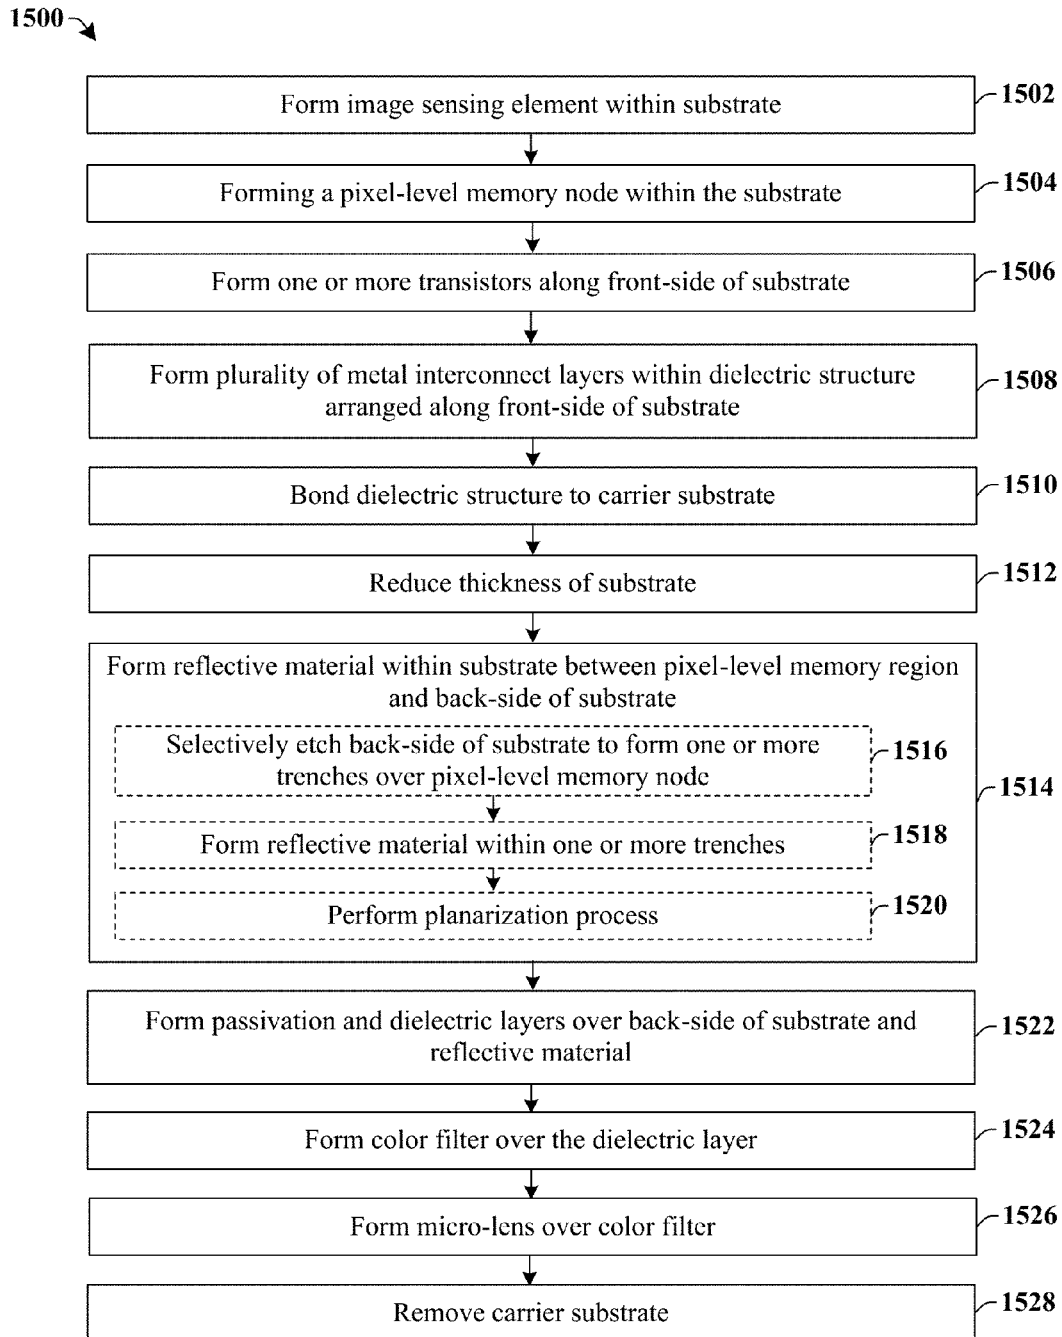 1500
Form image sensing element within substrate
1502
Forming a pixel-level memory node within the substrate
1504
Form one or more transistors along front-side of substrate
1506
Form plurality of metal interconnect layers within dielectric structure
arranged along front-side of substrate
1508
Bond dielectric structure to carrier substrate
1510
Reduce thickness of substrate
1512
Form reflective material within substrate between pixel-level memory region
and back-side of substrate
1514
Selectively etch back-side of substrate to form one or more
trenches over pixel-level memory node
1516
Form reflective material within one or more trenches
1518
Perform planarization process
1520
Form passivation and dielectric layers over back-side of substrate and
reflective material
1522
Form color filter over the dielectric layer
1524
Form micro-lens over color filter
1526
Remove carrier substrate
1528